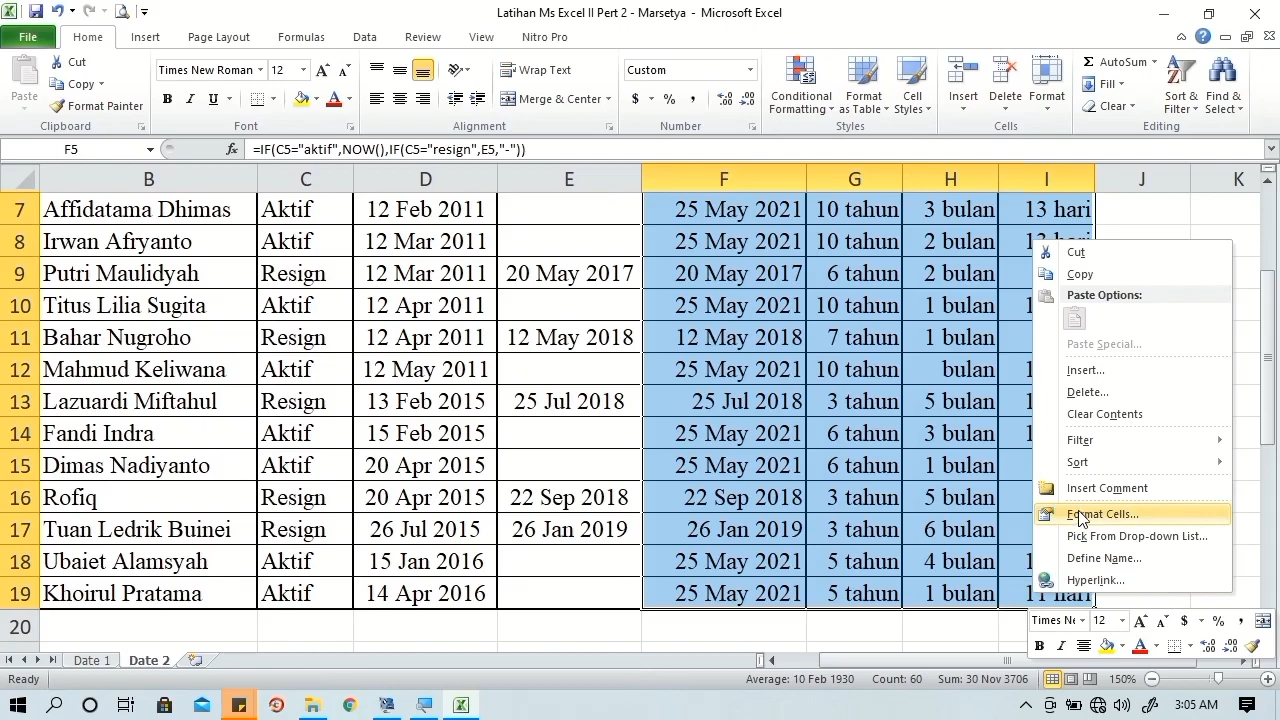 Latihan Ms Excel II Pert 2 - Marsetya - Microsoft Excel
File Home Insert Page Layout Formulas Data Review View Nitro Pro
Paste
Cut
Copy
Format Painter
Clipboard
Times New Roman 12
B I U
Font
Wrap Text
Merge & Center
Alignment
Custom
$ % ,
Number
Conditional Formatting
Format as Table
Cell Styles
Styles
Insert Delete Format
Cells
AutoSum
Fill
Clear
Sort & Filter
Find & Select
Editing
F5 fx =IF(C5="aktif",NOW(),IF(C5="resign",E5,"-"))
B C D E F G H I J K
7 Affidatama Dhimas Aktif 12 Feb 2011 25 May 2021 10 tahun 3 bulan 13 hari
8 Irwan Afryanto Aktif 12 Mar 2011 25 May 2021 10 tahun 2 bulan 13 hari
9 Putri Maulidyah Resign 12 Mar 2011 20 May 2017 20 May 2017 6 tahun 2 bulan
10 Titus Lilia Sugita Aktif 12 Apr 2011 25 May 2021 10 tahun 1 bulan
11 Bahar Nugroho Resign 12 Apr 2011 12 May 2018 12 May 2018 7 tahun 1 bulan
12 Mahmud Keliwana Aktif 12 May 2011 25 May 2021 10 tahun bulan
13 Lazuardi Miftahul Resign 13 Feb 2015 25 Jul 2018 25 Jul 2018 3 tahun 5 bulan
14 Fandi Indra Aktif 15 Feb 2015 25 May 2021 6 tahun 3 bulan
15 Dimas Nadiyanto Aktif 20 Apr 2015 25 May 2021 6 tahun 1 bulan
16 Rofiq Resign 20 Apr 2015 22 Sep 2018 22 Sep 2018 3 tahun 5 bulan
17 Tuan Ledrik Buinei Resign 26 Jul 2015 26 Jan 2019 26 Jan 2019 3 tahun 6 bulan
18 Ubaiet Alamsyah Aktif 15 Jan 2016 25 May 2021 5 tahun 4 bulan
19 Khoirul Pratama Aktif 14 Apr 2016 25 May 2021 5 tahun 1 bulan 11 hari
20
Cut
Copy
Paste Options:
Paste Special...
Insert...
Delete...
Clear Contents
Filter
Sort
Insert Comment
Format Cells...
Pick From Drop-down List...
Define Name...
Hyperlink...
Times Ne 12 A A $ % ,
B I A
Date 1 Date 2
Ready Average: 10 Feb 1930 Count: 60 Sum: 30 Nov 3706 150%
3:05 AM